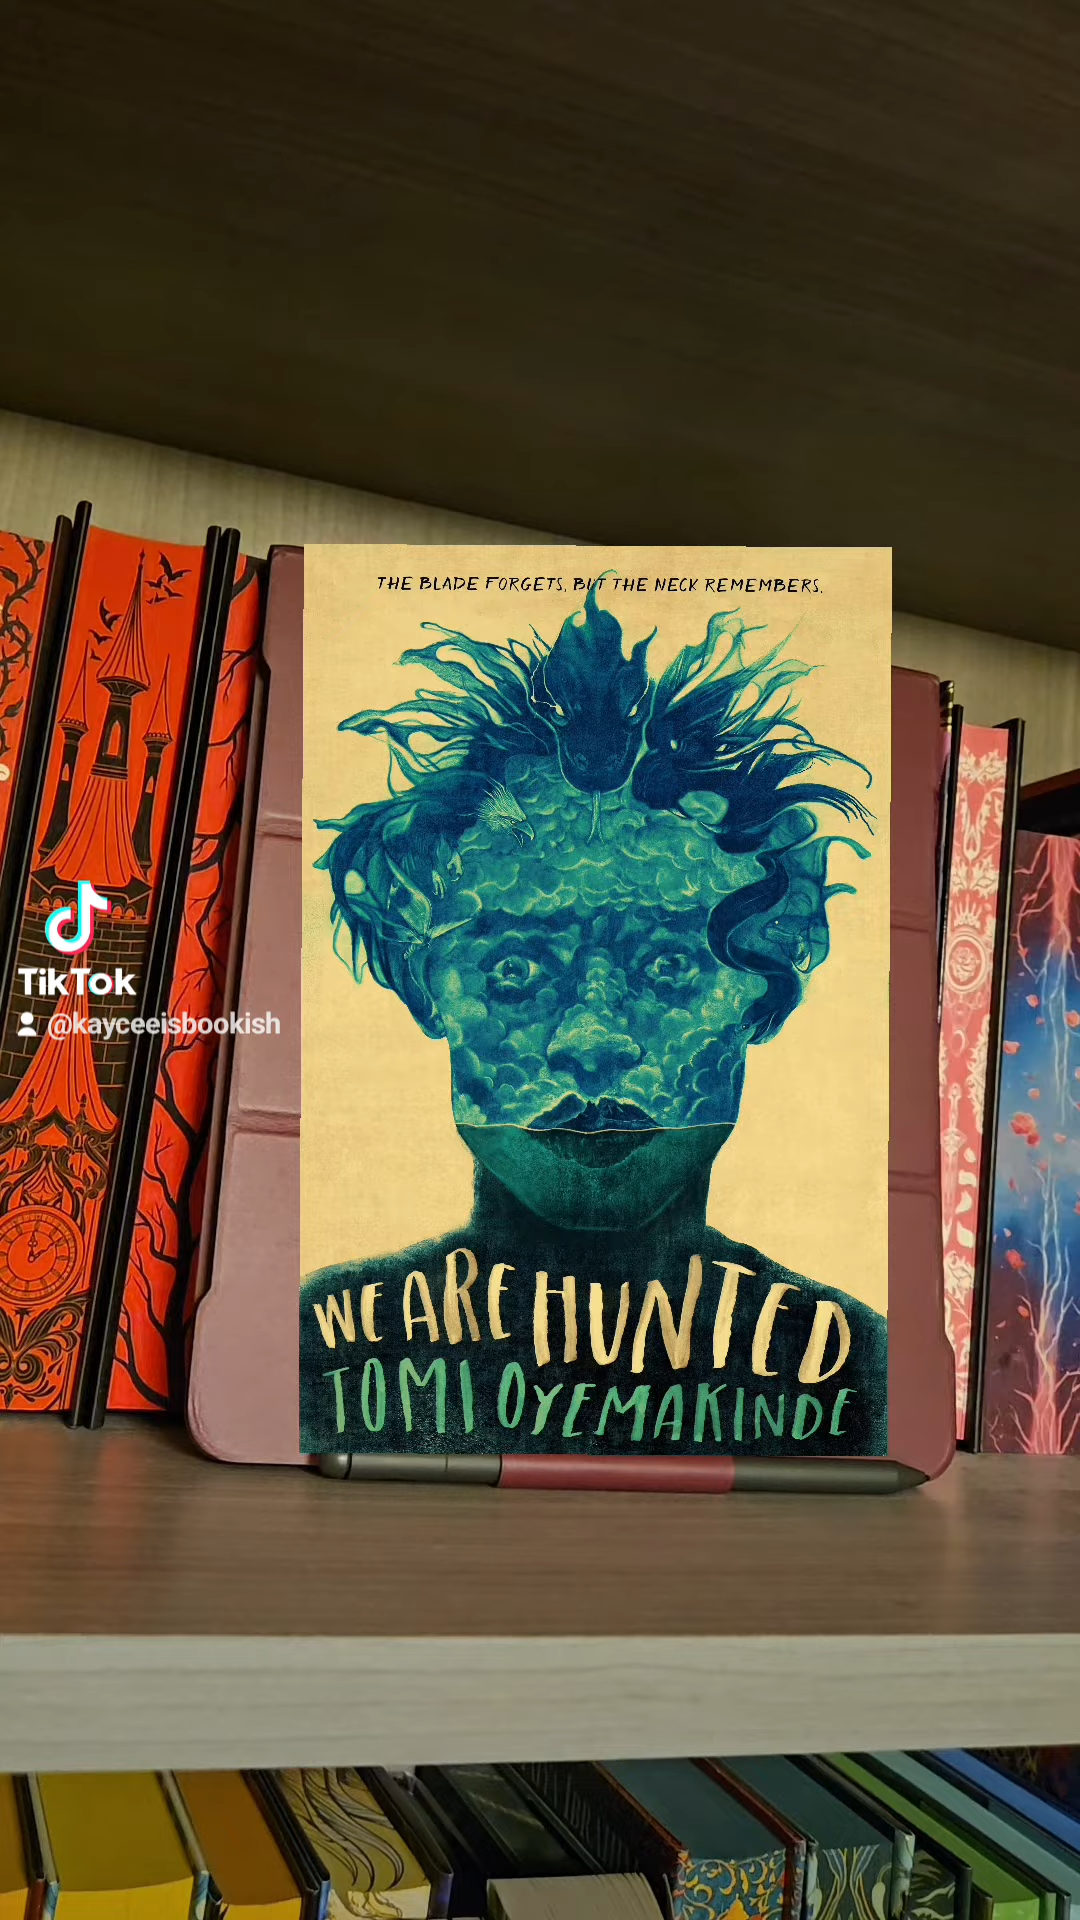 THE BLADE FORGETS, BUT THE NECK REMEMBERS.
TikTok
@kayceeisbookish
WE ARE HUNTED
TOMI OYEMAKINDE